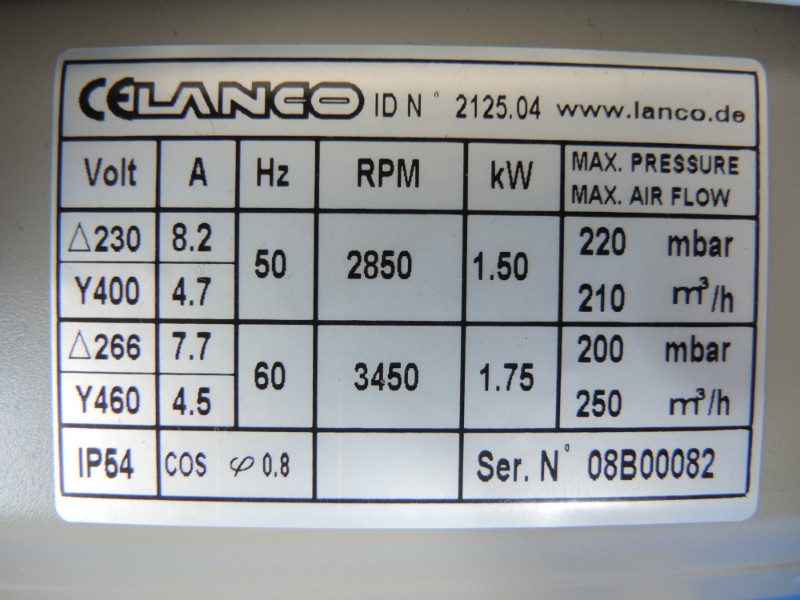 CE LANCO ID N° 2125.04 www.lanco.de
Volt A Hz RPM kW MAX. PRESSURE
MAX. AIR FLOW
△230 8.2 50 2850 1.50 220 mbar
Y400 4.7 210 m³/h
△266 7.7 60 3450 1.75 200 mbar
Y460 4.5 250 m³/h
IP54 COS φ 0.8 Ser. N° 08B00082